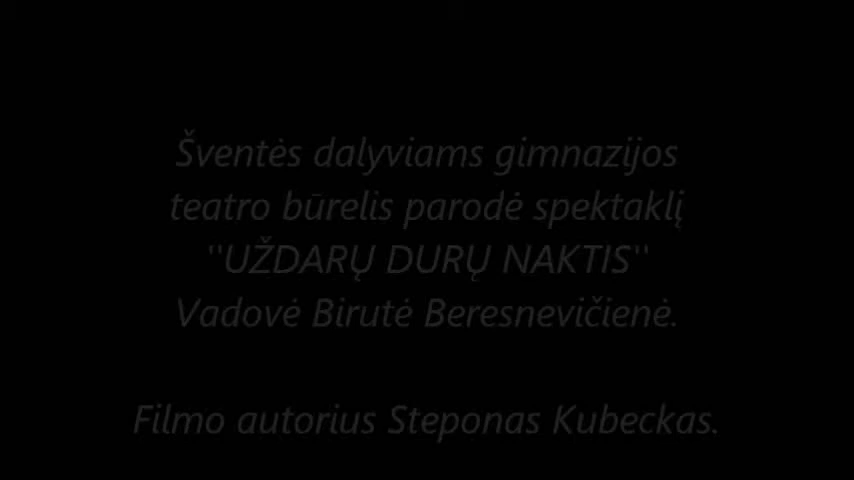 Šventės dalyviams gimnazijos
teatro būrelis parodė spektaklį
''UŽDARŲ DURŲ NAKTIS''
Vadovė Birutė Beresnevičienė.
Filmo autorius Steponas Kubeckas.